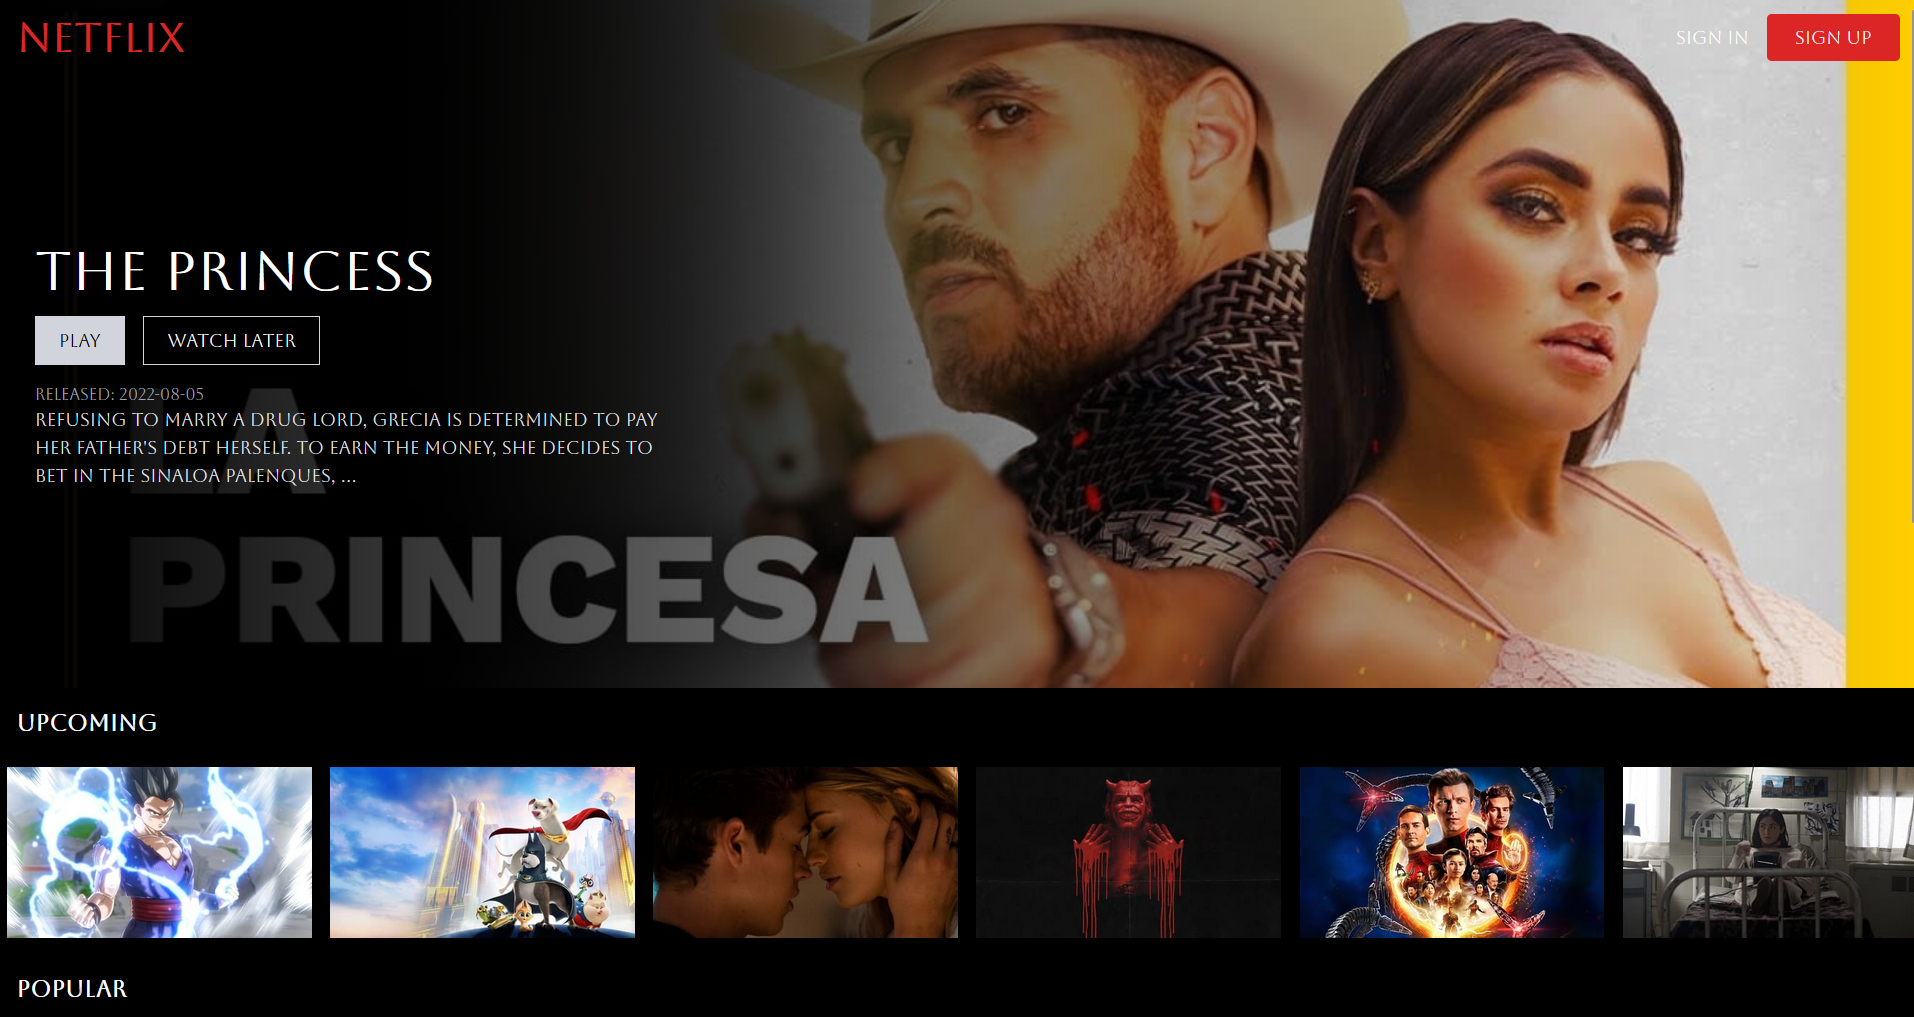 NETFLIX
SIGN IN
SIGN UP
THE PRINCESS
PLAY
WATCH LATER
RELEASED: 2022-08-05
REFUSING TO MARRY A DRUG LORD, GRECIA IS DETERMINED TO PAY
HER FATHER'S DEBT HERSELF. TO EARN THE MONEY, SHE DECIDES TO
BET IN THE SINALOA PALENQUES, ...
LA
PRINCESA
UPCOMING
POPULAR